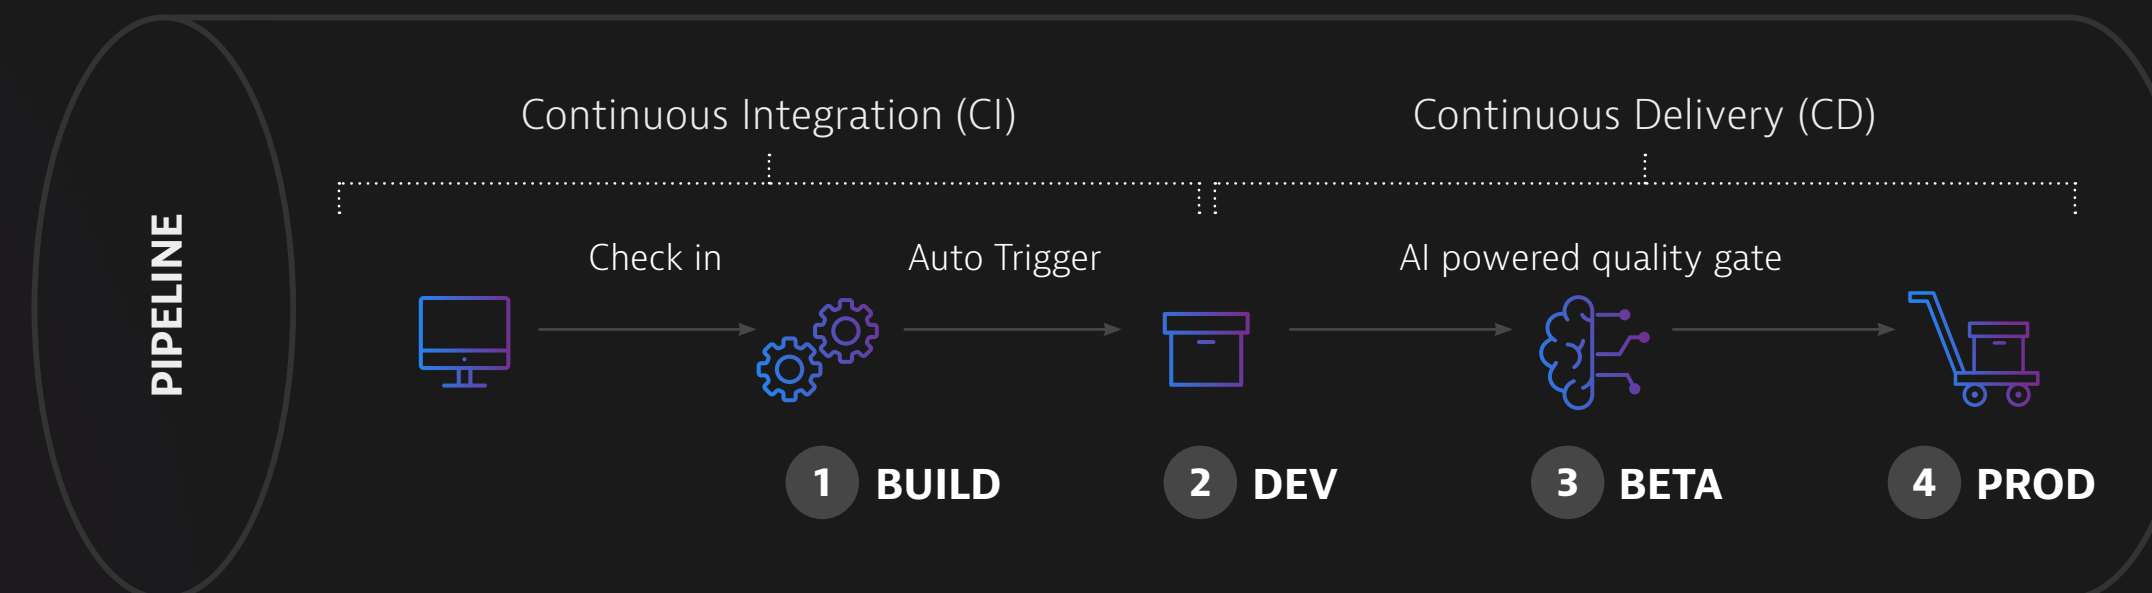 PIPELINE
Continuous Integration (CI)
Continuous Delivery (CD)
Check in
Auto Trigger
AI powered quality gate
1 BUILD
2 DEV
3 BETA
4 PROD